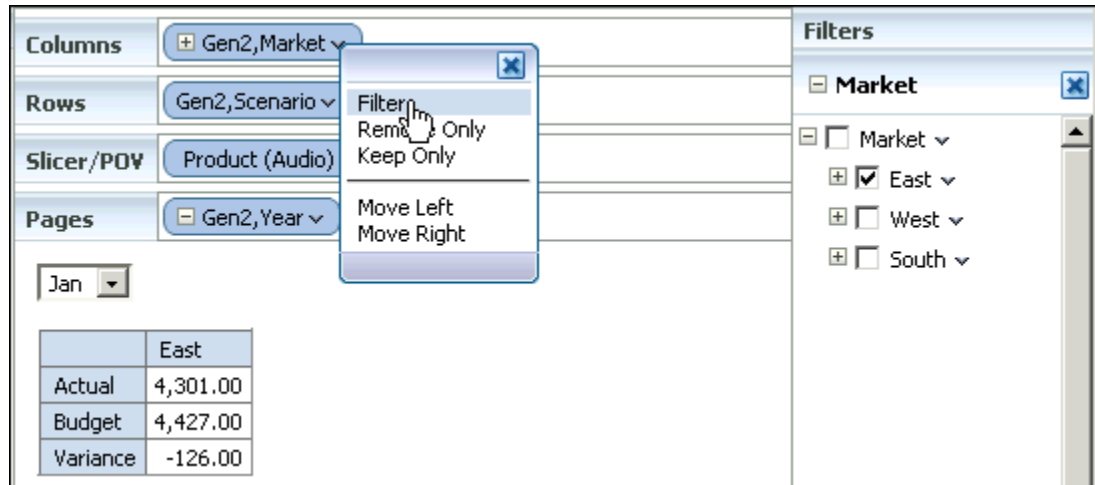 Columns
Gen2,Market
Rows
Gen2,Scenario
Slicer/POV
Product (Audio)
Pages
Gen2,Year
Filters
Only
Keep Only
Move Left
Move Right
Jan
East
Actual 4,301.00
Budget 4,427.00
Variance -126.00
Filters
Market
Market
East
West
South